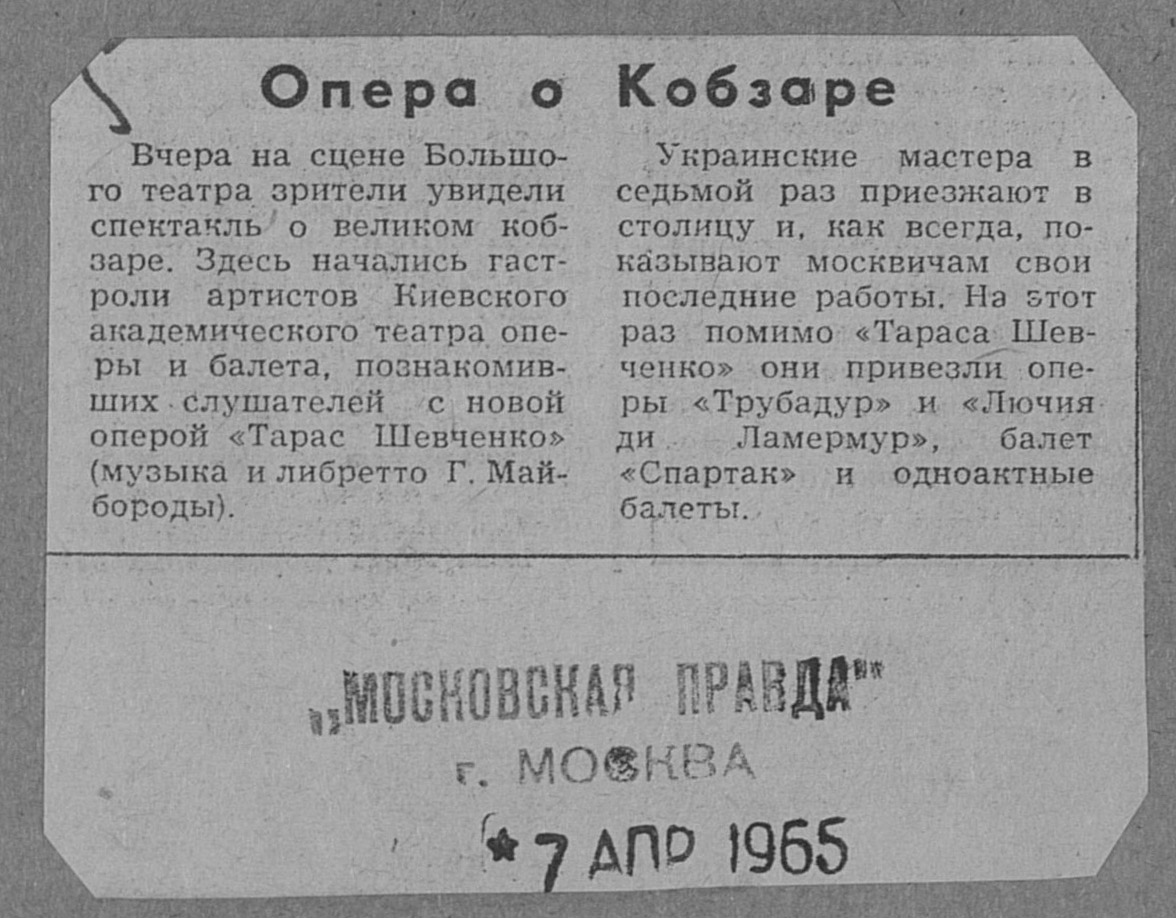 Опера о Кобзаре
Вчера на сцене Большо-
го театра зрители увидели
спектакль о великом коб-
заре. Здесь начались гаст-
роли артистов Киевского
академического театра опе-
ры и балета, познакомив-
ших слушателей с новой
оперой «Тарас Шевченко»
(музыка и либретто Г. Май-
бороды).
Украинские мастера в
седьмой раз приезжают в
столицу и, как всегда, по-
казывают москвичам свои
последние работы. На этот
раз помимо «Тараса Шев-
ченко» они привезли опе-
ры «Трубадур» и «Лючия
ди Ламермур», балет
«Спартак» и одноактные
балеты.
„МОСКОВСКАЯ ПРАВДА"
г. МОСКВА
* 7 АПР 1965